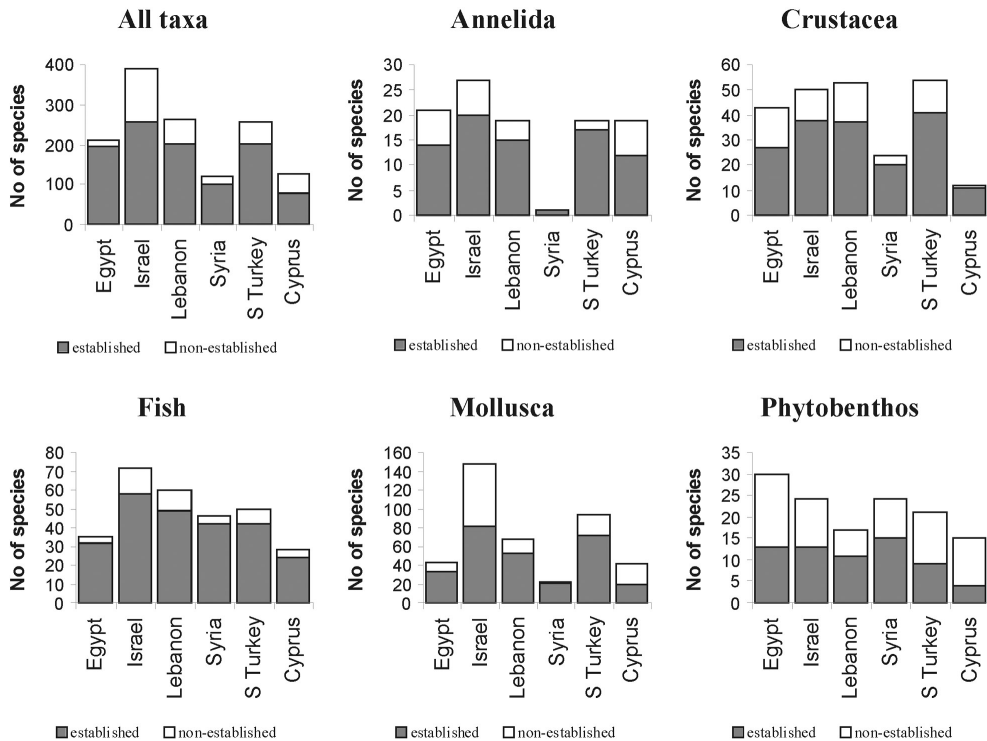 All taxa
No of species
400
300
200
100
0
Egypt
Israel
Lebanon
Syria
S Turkey
Cyprus
established
non-established
Annelida
No of species
30
25
20
15
10
5
0
Egypt
Israel
Lebanon
Syria
S Turkey
Cyprus
established
non-established
Crustacea
No of species
60
50
40
30
20
10
0
Egypt
Israel
Lebanon
Syria
S Turkey
Cyprus
established
non-established
Fish
No of species
80
70
60
50
40
30
20
10
0
Egypt
Israel
Lebanon
Syria
S Turkey
Cyprus
established
non-established
Mollusca
No of species
160
140
120
100
80
60
40
20
0
Egypt
Israel
Lebanon
Syria
S Turkey
Cyprus
established
non-established
Phytobenthos
No of species
35
30
25
20
15
10
5
0
Egypt
Israel
Lebanon
Syria
S Turkey
Cyprus
established
non-established